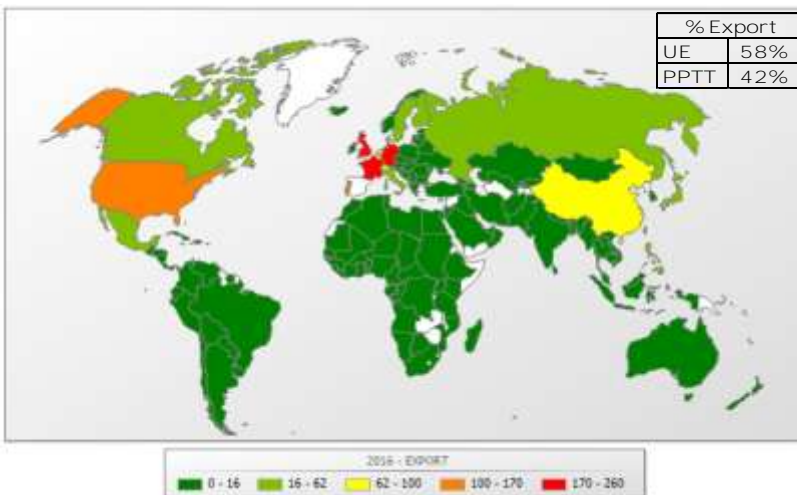 % Export
UE 58%
PPTT 42%
2016 - EXPORT
0 - 16 16 - 62 62 - 100 100 - 170 170 - 260